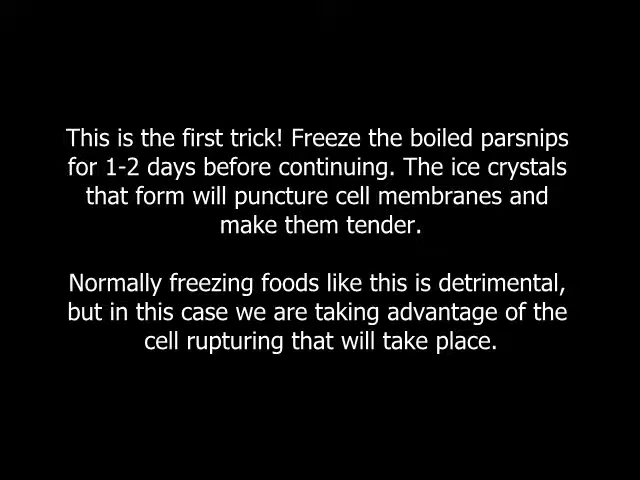 This is the first trick! Freeze the boiled parsnips
for 1-2 days before continuing. The ice crystals
that form will puncture cell membranes and
make them tender.
Normally freezing foods like this is detrimental,
but in this case we are taking advantage of the
cell rupturing that will take place.